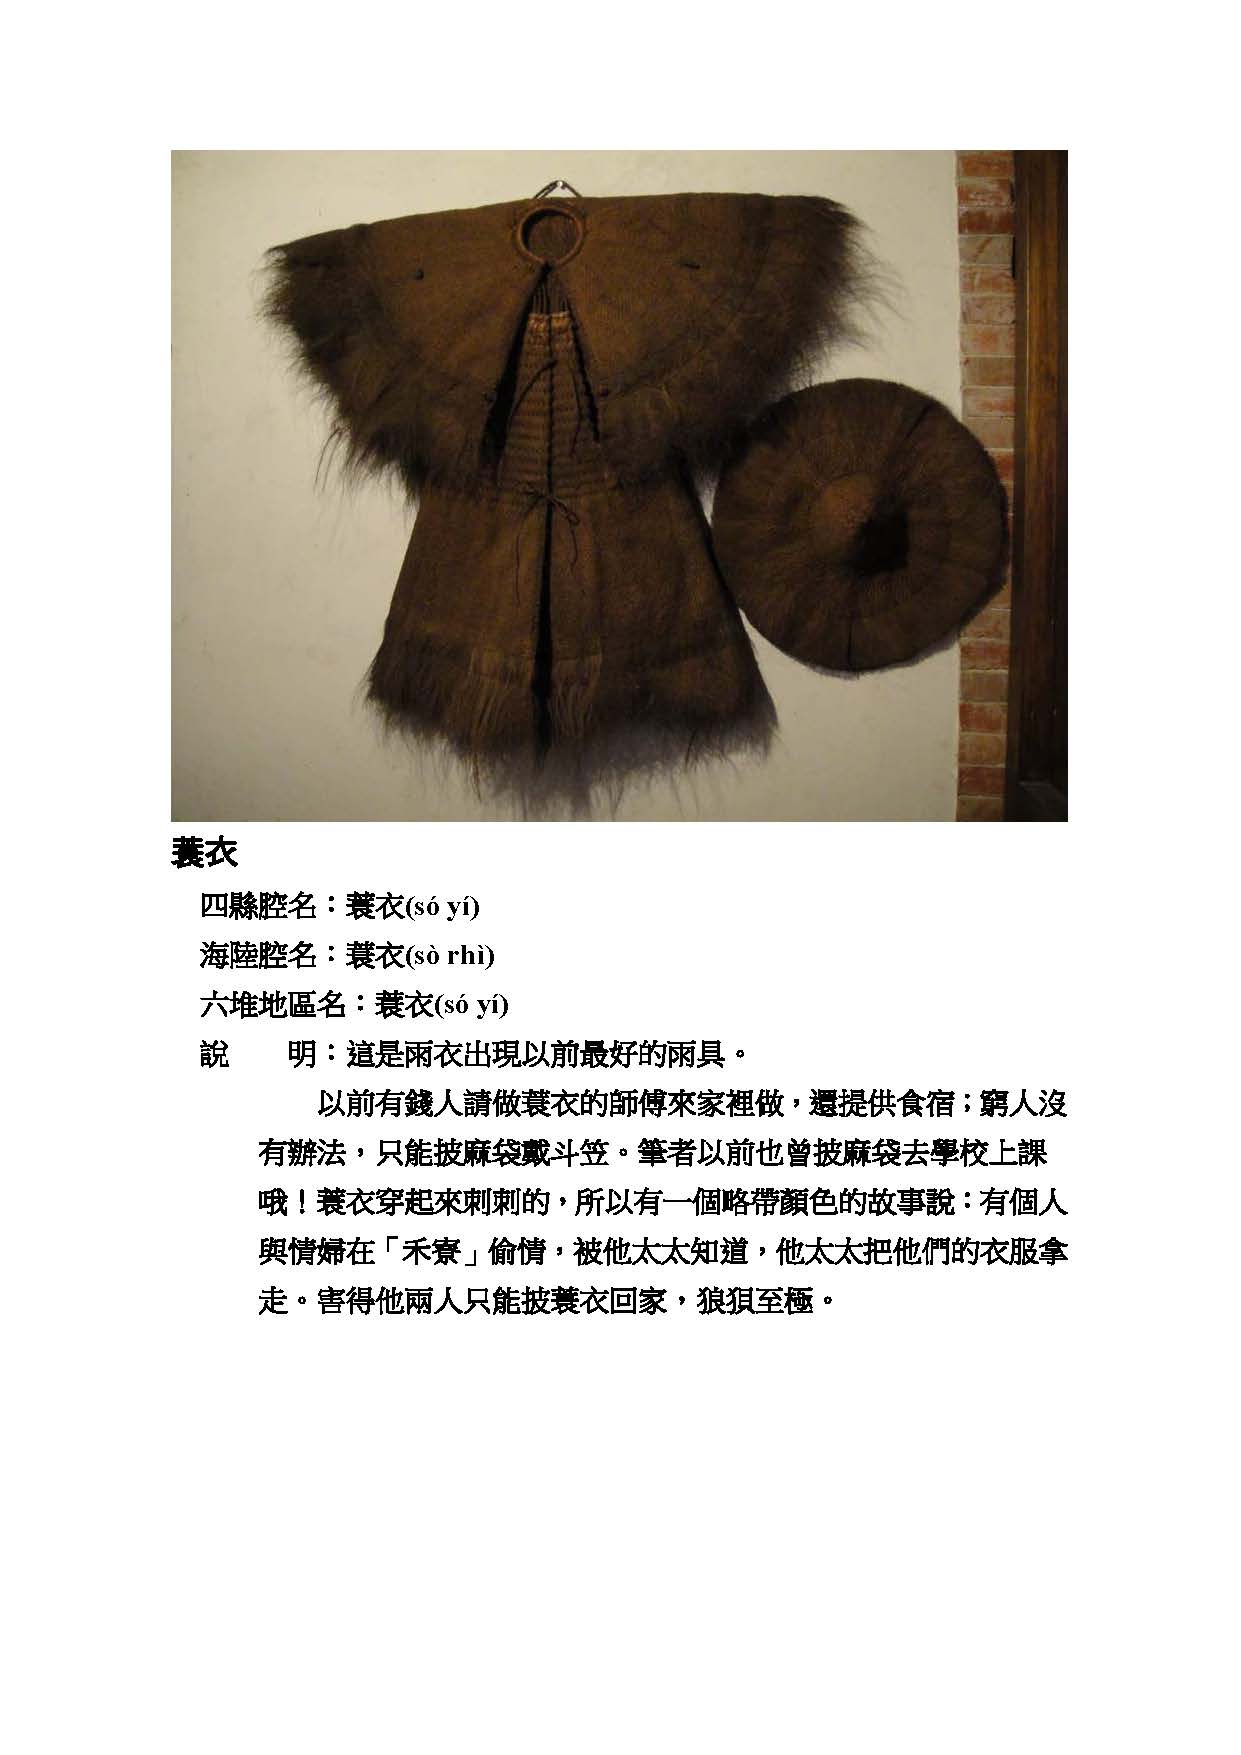 蓑衣
四縣腔名：蓑衣(só yí)
海陸腔名：蓑衣(sò rhì)
六堆地區名：蓑衣(só yí)
說　　明：這是雨衣出現以前最好的雨具。
以前有錢人請做蓑衣的師傅來家裡做，還提供食宿；窮人沒
有辦法，只能披麻袋戴斗笠。筆者以前也曾披麻袋去學校上課
哦！蓑衣穿起來刺刺的，所以有一個略帶顏色的故事說：有個人
與情婦在「禾寮」偷情，被他太太知道，他太太把他們的衣服拿
走。害得他兩人只能披蓑衣回家，狼狽至極。